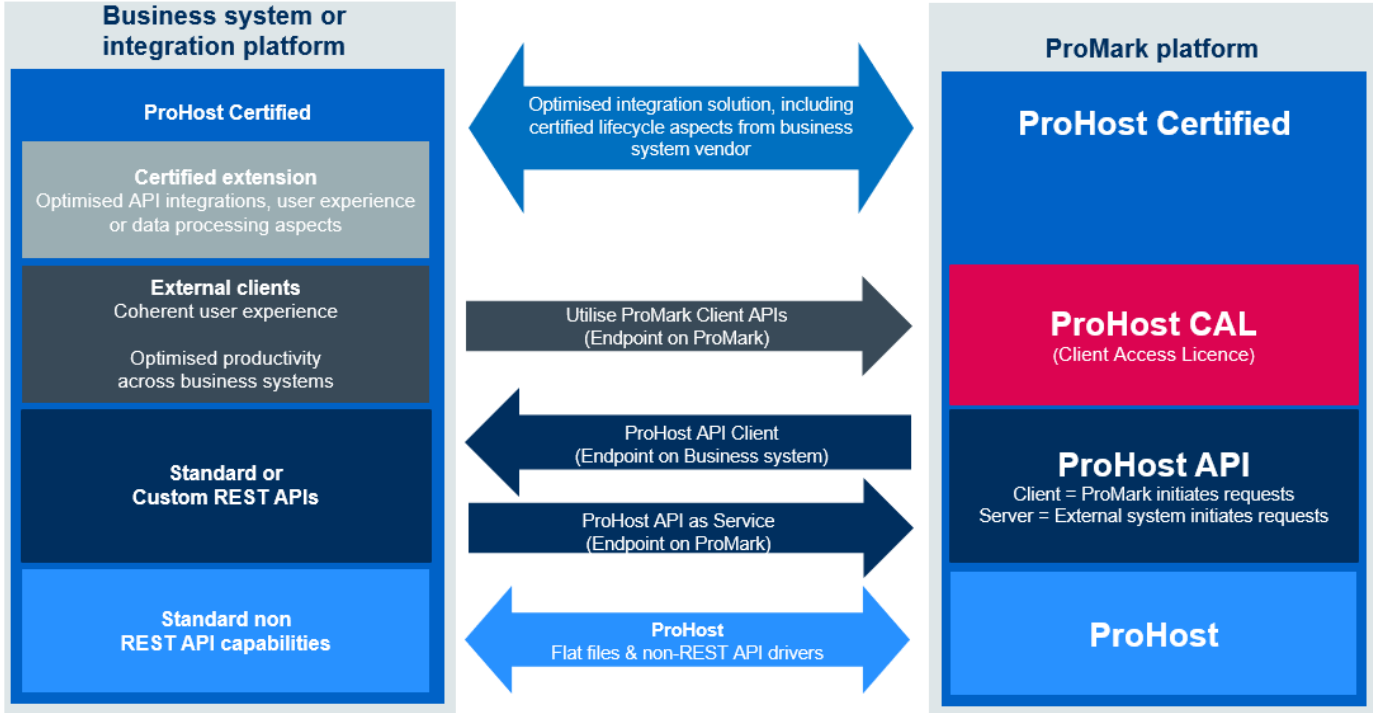 Business system or
integration platform
ProHost Certified
Certified extension
Optimised API integrations, user experience
or data processing aspects
External clients
Coherent user experience
Optimised productivity
across business systems
Standard or
Custom REST APIs
Standard non
REST API capabilities
Optimised integration solution, including
certified lifecycle aspects from business
system vendor
Utilise ProMark Client APIs
(Endpoint on ProMark)
ProHost API Client
(Endpoint on Business system)
ProHost API as Service
(Endpoint on ProMark)
ProHost
Flat files & non-REST API drivers
ProMark platform
ProHost Certified
ProHost CAL
(Client Access Licence)
ProHost API
Client = ProMark initiates requests
Server = External system initiates requests
ProHost